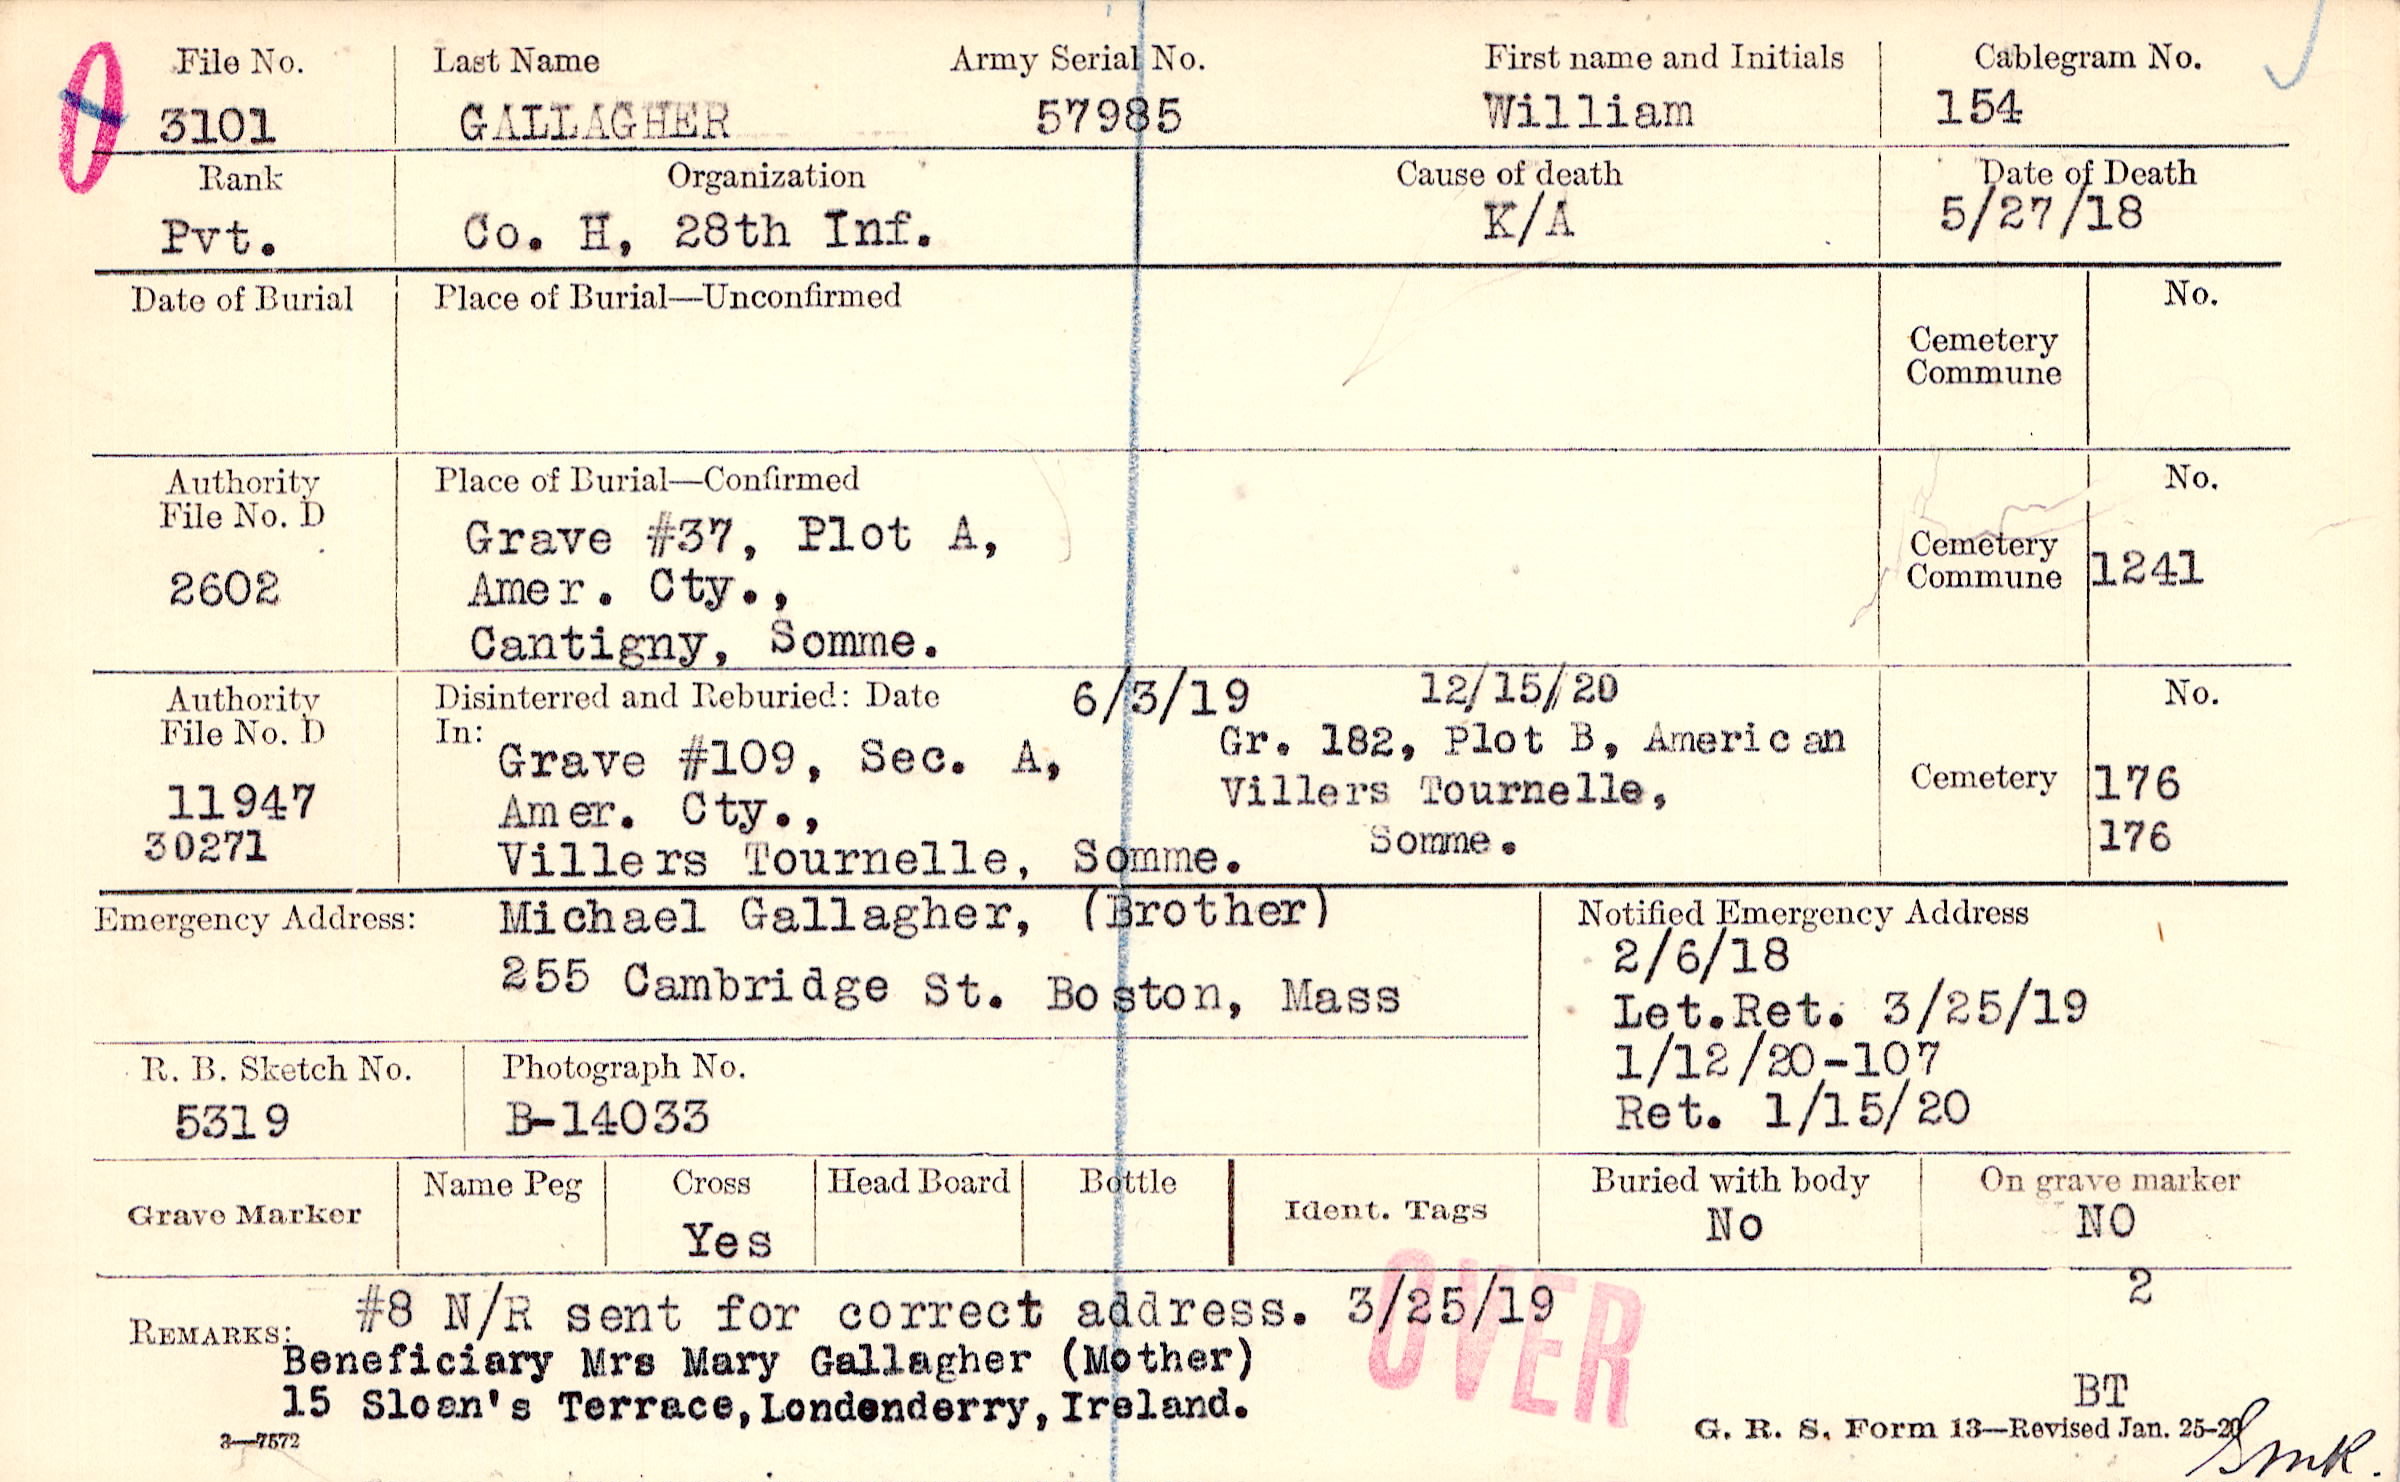 File No. Last Name Army Serial No. First name and Initials Cablegram No.
3101 GALLAGHER 57985 William 154
Rank Organization Cause of death Date of Death
Pvt. Co. H, 28th Inf. K/A 5/27/18
Date of Burial Place of Burial—Unconfirmed No.
Cemetery
Commune
Authority Place of Burial—Confirmed No.
File No. D
Grave #37, Plot A,
2602 Amer. Cty., Cemetery
Commune 1241
Cantigny, Somme.
Authority Disinterred and Reburied: Date 6/3/19 12/15/20 No.
File No. D In:
Grave #109, Sec. A, Gr. 182, Plot B, American
11947 Amer. Cty., Villers Tournelle, Cemetery 176
30271 Villers Tournelle, Somme. Somme. 176
Emergency Address: Michael Gallagher, (Brother) Notified Emergency Address
255 Cambridge St. Boston, Mass 2/6/18
Let.Ret. 3/25/19
1/12/20-107
Ret. 1/15/20
R. B. Sketch No. Photograph No.
5319 B-14033
Grave Marker Name Peg Cross Head Board Bottle Ident. Tags Buried with body On grave marker
Yes No NO
REMARKS: #8 N/R sent for correct address. 3/25/19 2
OVER
Beneficiary Mrs Mary Gallagher (Mother)
15 Sloan's Terrace,Londenderry,Ireland.
BT
3—7572 G. R. S. Form 13—Revised Jan. 25-20
Smk.